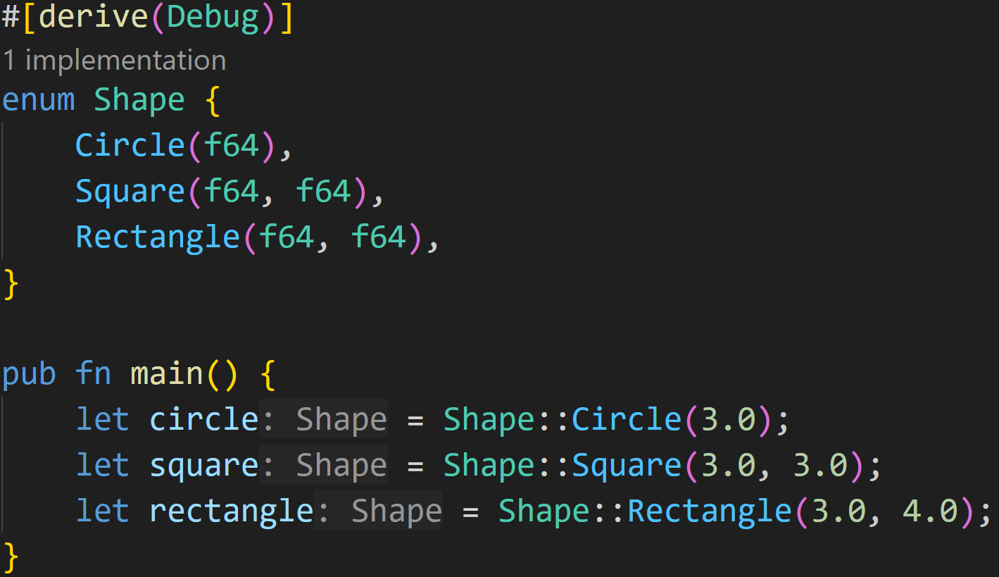 #[derive(Debug)]
1 implementation
enum Shape {
    Circle(f64),
    Square(f64, f64),
    Rectangle(f64, f64),
}

pub fn main() {
    let circle: Shape = Shape::Circle(3.0);
    let square: Shape = Shape::Square(3.0, 3.0);
    let rectangle: Shape = Shape::Rectangle(3.0, 4.0);
}